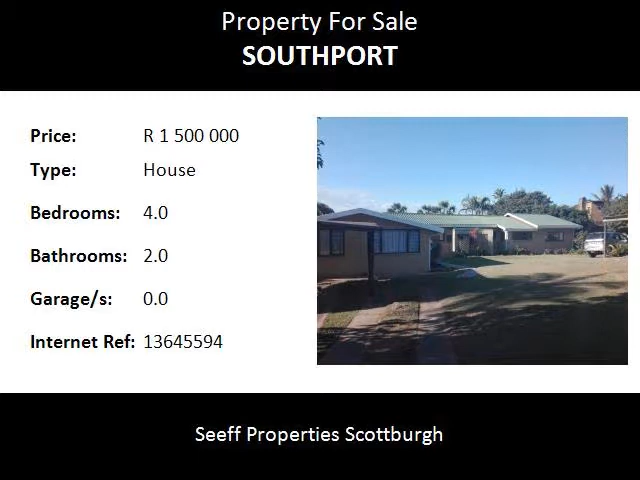 Property For Sale
SOUTHPORT
Price: R 1 500 000
Type: House
Bedrooms: 4.0
Bathrooms: 2.0
Garage/s: 0.0
Internet Ref: 13645594
Seeff Properties Scottburgh